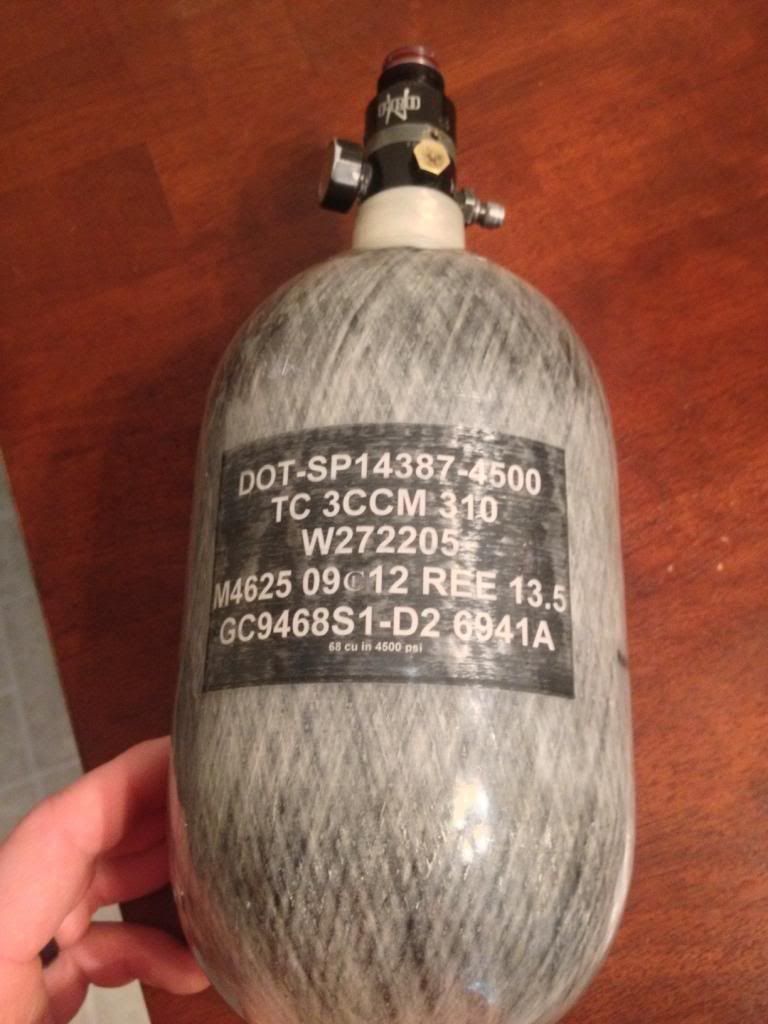 DOT-SP14387-4500
TC 3CCM 310
W272205
M4625 09 12 REE 13.5
GC9468S1-D2 6941A
68 cu in 4500 psi